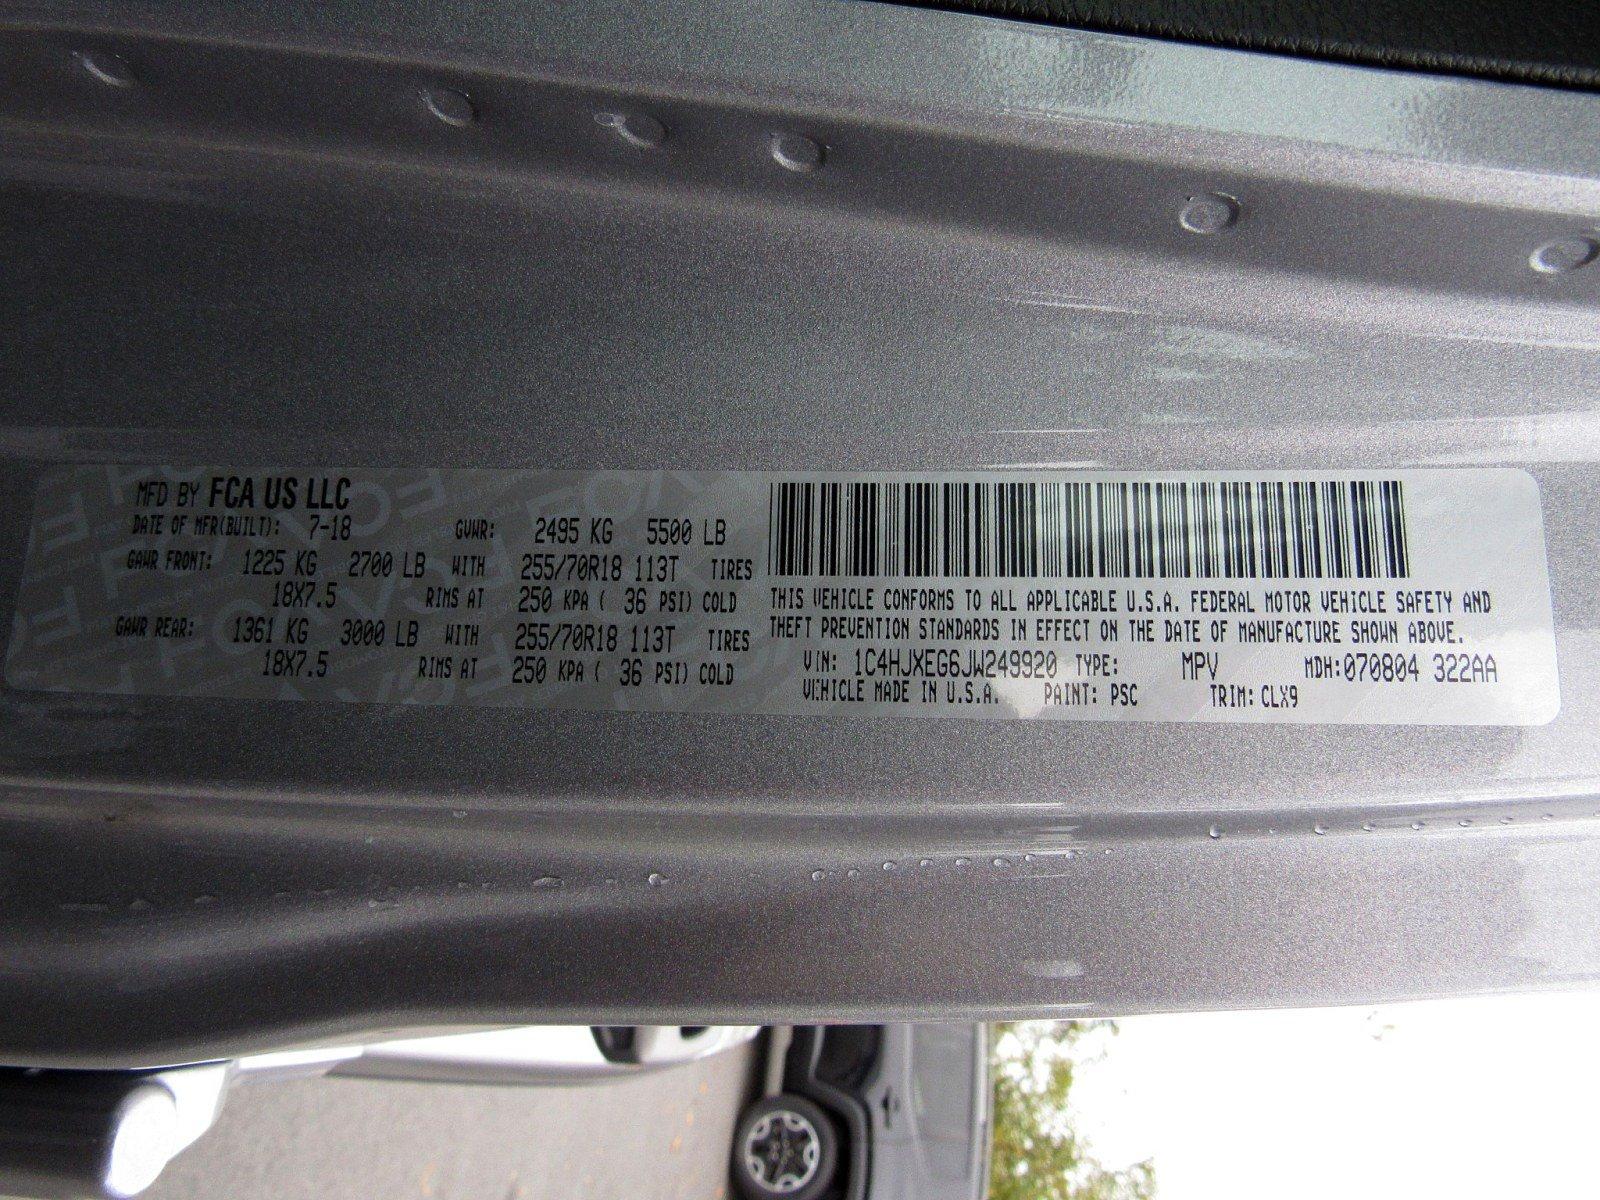 MFD BY FCA US LLC
DATE OF MFR(BUILT): 7-18 GVWR: 2495 KG 5500 LB
GAWR FRONT: 1225 KG 2700 LB WITH 255/70R18 113T TIRES
18X7.5 RIMS AT 250 KPA ( 36 PSI) COLD
GAWR REAR: 1361 KG 3000 LB WITH 255/70R18 113T TIRES
18X7.5 RIMS AT 250 KPA ( 36 PSI) COLD
THIS VEHICLE CONFORMS TO ALL APPLICABLE U.S.A. FEDERAL MOTOR VEHICLE SAFETY AND
THEFT PREVENTION STANDARDS IN EFFECT ON THE DATE OF MANUFACTURE SHOWN ABOVE.
VIN: 1C4HJXEG6JW249920 TYPE: MPV MDH:070804 322AA
VEHICLE MADE IN U.S.A. PAINT: PSC TRIM: CLX9